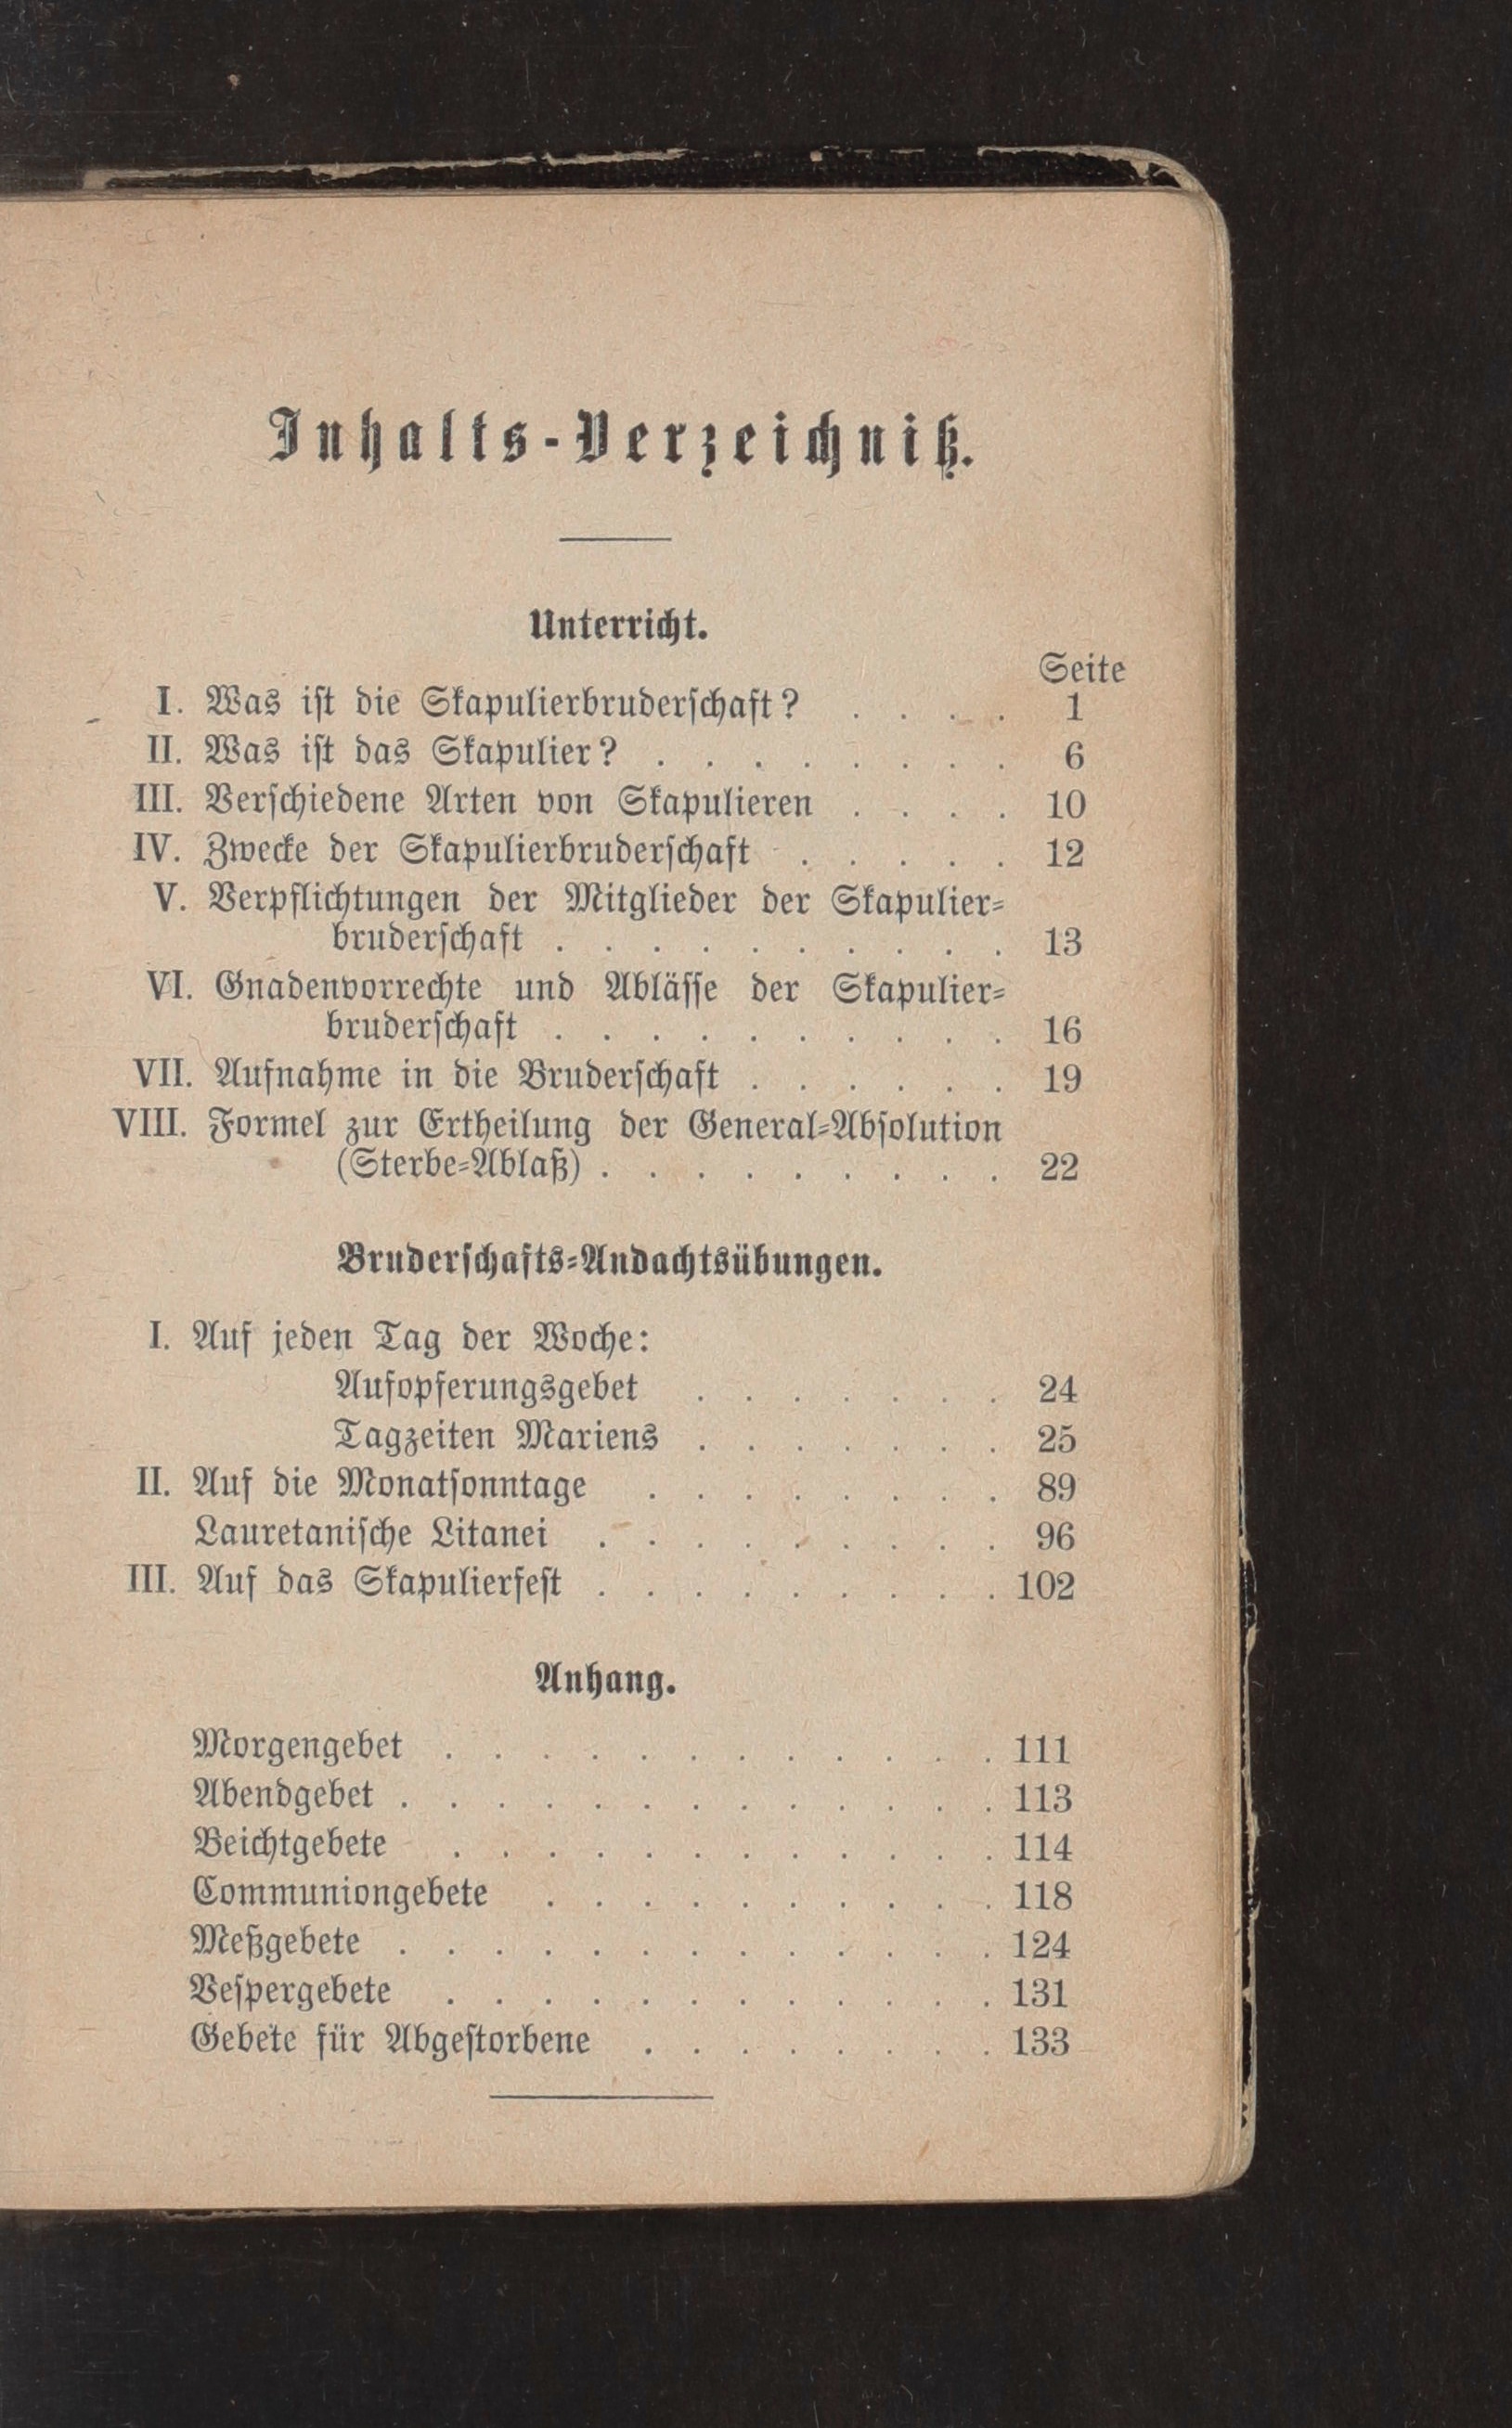 Inhalts-Verzeichniß.
Unterricht.
Seite
I. Was iſt die Skapulierbruderſchaft? . . . . 1
II. Was iſt das Skapulier? . . . . . . . . 6
III. Verſchiedene Arten von Skapulieren . . . . 10
IV. Zwecke der Skapulierbruderſchaft . . . . . 12
V. Verpflichtungen der Mitglieder der Skapulier-
bruderſchaft . . . . . . . . . . 13
VI. Gnadenvorrechte und Abläſſe der Skapulier-
bruderſchaft . . . . . . . . . . 16
VII. Aufnahme in die Bruderſchaft . . . . . . 19
VIII. Formel zur Ertheilung der General-Abſolution
(Sterbe-Ablaß) . . . . . . . . . 22
Bruderſchafts-Andachtsübungen.
I. Auf jeden Tag der Woche:
Aufopferungsgebet . . . . . . . 24
Tagzeiten Mariens . . . . . . . 25
II. Auf die Monatſonntage . . . . . . . . 89
Lauretaniſche Litanei . . . . . . . . . 96
III. Auf das Skapulierfeſt . . . . . . . . . 102
Anhang.
Morgengebet . . . . . . . . . . . . 111
Abendgebet . . . . . . . . . . . . . 113
Beichtgebete . . . . . . . . . . . . 114
Communiongebete . . . . . . . . . . 118
Meßgebete . . . . . . . . . . . . . 124
Veſpergebete . . . . . . . . . . . . 131
Gebete für Abgeſtorbene . . . . . . . . 133